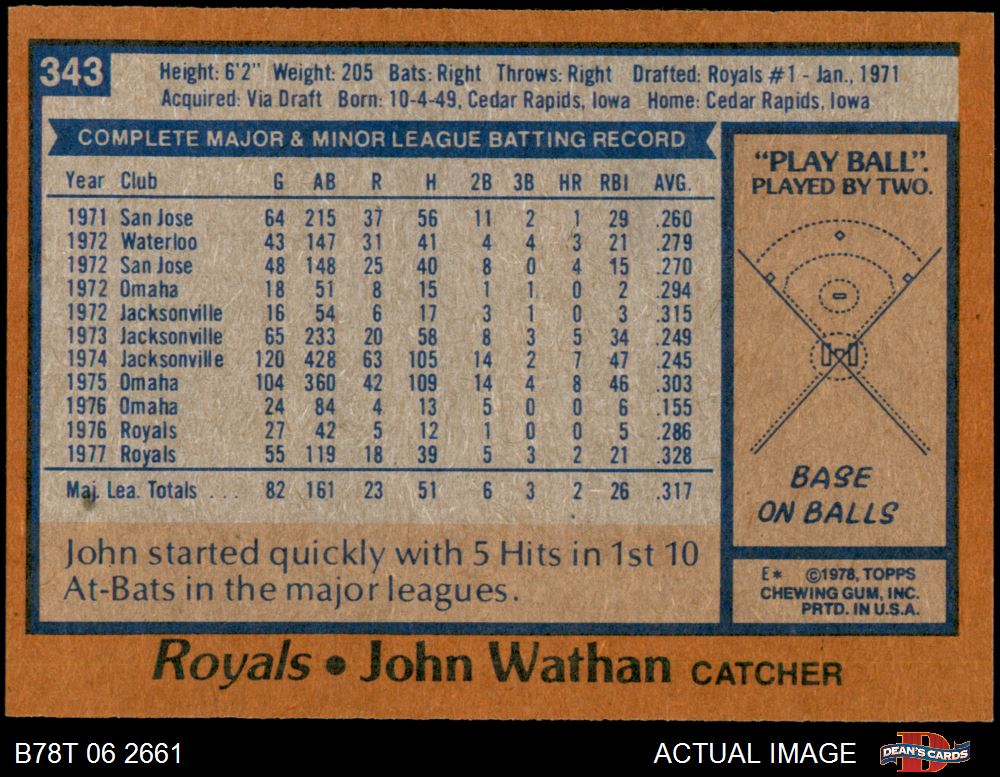 343
Height: 6'2" Weight: 205 Bats: Right Throws: Right Drafted: Royals #1 - Jan., 1971
Acquired: Via Draft Born: 10-4-49, Cedar Rapids, Iowa Home: Cedar Rapids, Iowa
COMPLETE MAJOR & MINOR LEAGUE BATTING RECORD
Year Club G AB R H 2B 3B HR RBI AVG.
1971 San Jose 64 215 37 56 11 2 1 29 .260
1972 Waterloo 43 147 31 41 4 4 3 21 .279
1972 San Jose 48 148 25 40 8 0 4 15 .270
1972 Omaha 18 51 8 15 1 1 0 2 .294
1972 Jacksonville 16 54 6 17 3 1 0 3 .315
1973 Jacksonville 65 233 20 58 8 3 5 34 .249
1974 Jacksonville 120 428 63 105 14 2 7 47 .245
1975 Omaha 104 360 42 109 14 4 8 46 .303
1976 Omaha 24 84 4 13 5 0 0 6 .155
1976 Royals 27 42 5 12 1 0 0 5 .286
1977 Royals 55 119 18 39 5 3 2 21 .328
Maj. Lea. Totals ... 82 161 23 51 6 3 2 26 .317
John started quickly with 5 Hits in 1st 10
At-Bats in the major leagues.
"PLAY BALL".
PLAYED BY TWO.
BASE
ON BALLS
E* ©1978, TOPPS
CHEWING GUM, INC.
PRTD. IN U.S.A.
Royals • John Wathan CATCHER
B78T 06 2661
ACTUAL IMAGE
D
DEAN'S CARDS